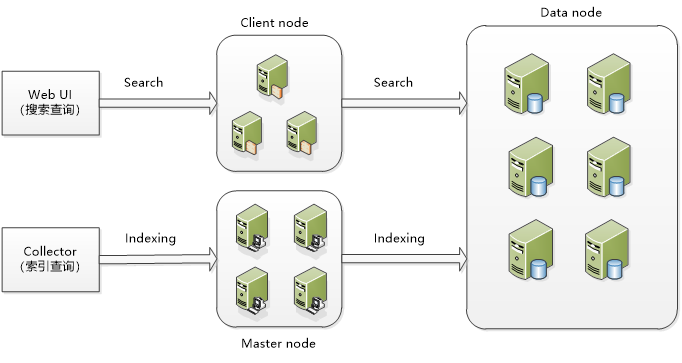 Client node
Data node
Web UI
(搜索查询)
Search
Search
Collector
(索引查询)
Indexing
Indexing
Master node